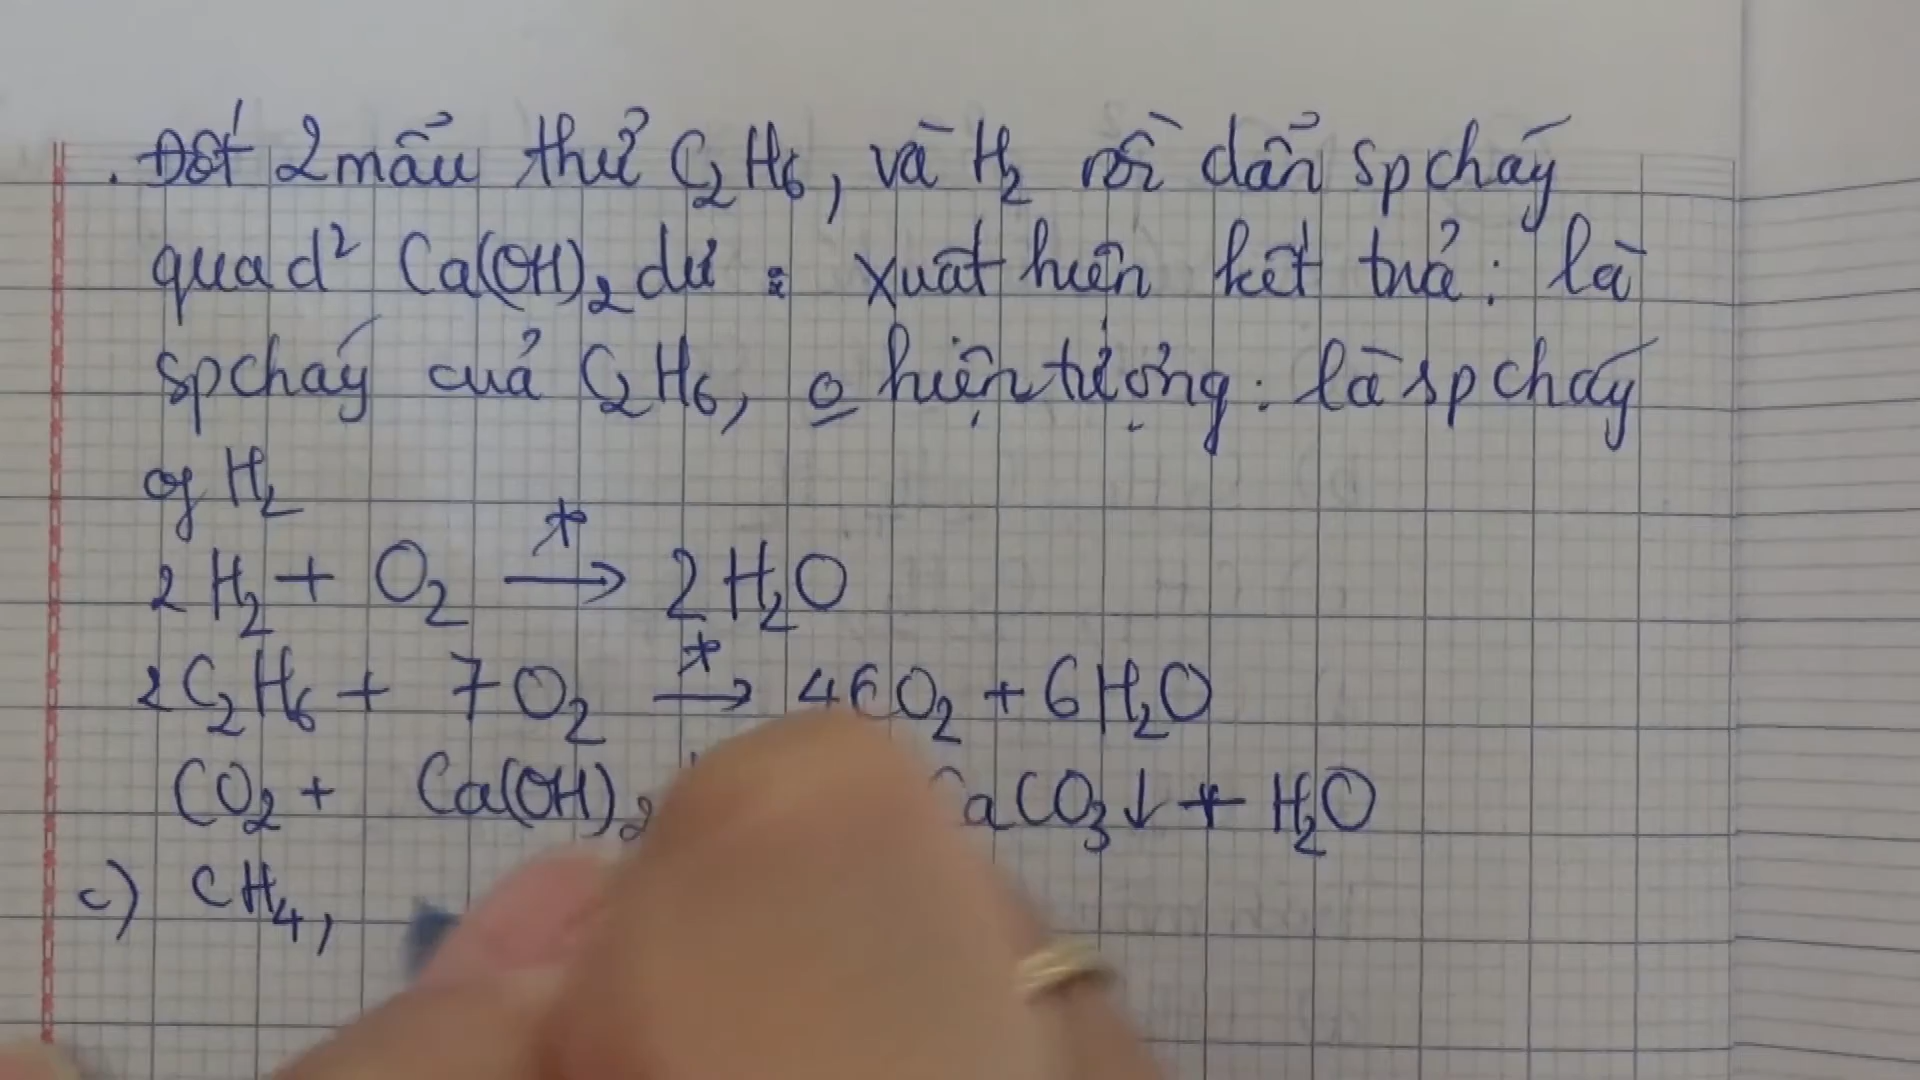 . Đốt 2 mẫu thử C₂H₆, và H₂ rồi dẫn sp cháy
qua d² Ca(OH)₂ dư : xuất hiện kết tủa : là
sp cháy của C₂H₆, o hiện tượng : là sp cháy
of H₂
2H₂ + O₂ → 2H₂O
2C₂H₆ + 7O₂ → 4CO₂ + 6H₂O
CO₂ + Ca(OH)₂ aCO₃↓ + H₂O
c) CH₄,